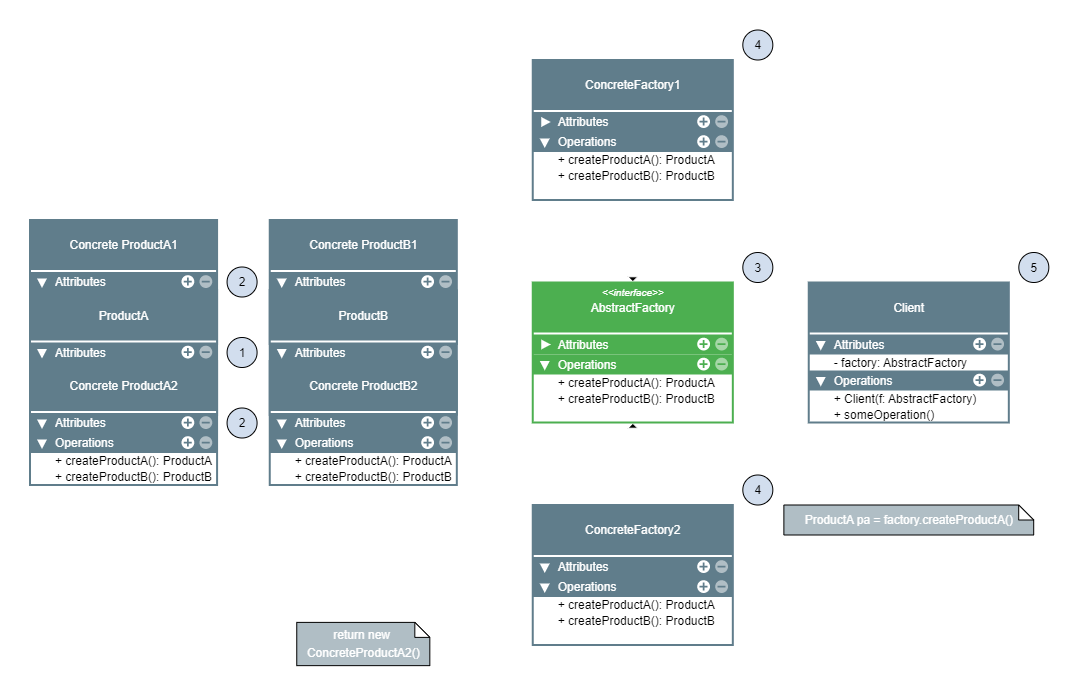 4
ConcreteFactory1
Attributes
Operations
+ createProductA(): ProductA
+ createProductB(): ProductB
Concrete ProductA1
Attributes
2
ProductA
Attributes
1
Concrete ProductA2
Attributes
2
Operations
+ createProductA(): ProductA
+ createProductB(): ProductB
Concrete ProductB1
Attributes
ProductB
Attributes
Concrete ProductB2
Attributes
Operations
+ createProductA(): ProductA
+ createProductB(): ProductB
3
<<interface>>
AbstractFactory
Attributes
Operations
+ createProductA(): ProductA
+ createProductB(): ProductB
5
Client
Attributes
- factory: AbstractFactory
Operations
+ Client(f: AbstractFactory)
+ someOperation()
4
ConcreteFactory2
Attributes
Operations
+ createProductA(): ProductA
+ createProductB(): ProductB
ProductA pa = factory.createProductA()
return new
ConcreteProductA2()